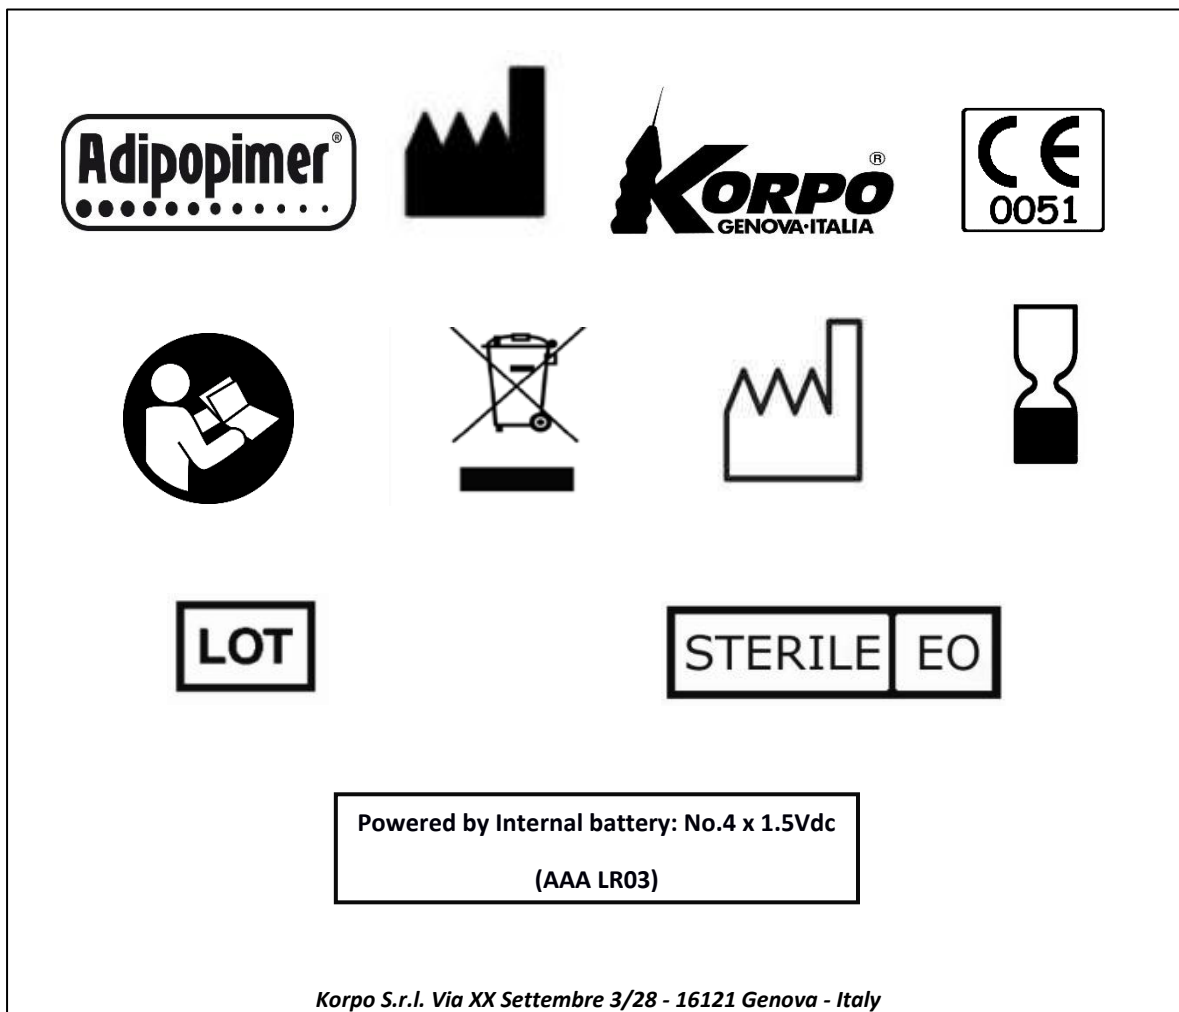 Adipopimer®
KORPO®
GENOVA·ITALIA
CE
0051
LOT
STERILE EO
Powered by Internal battery: No.4 x 1.5Vdc
(AAA LR03)
Korpo S.r.l. Via XX Settembre 3/28 - 16121 Genova - Italy